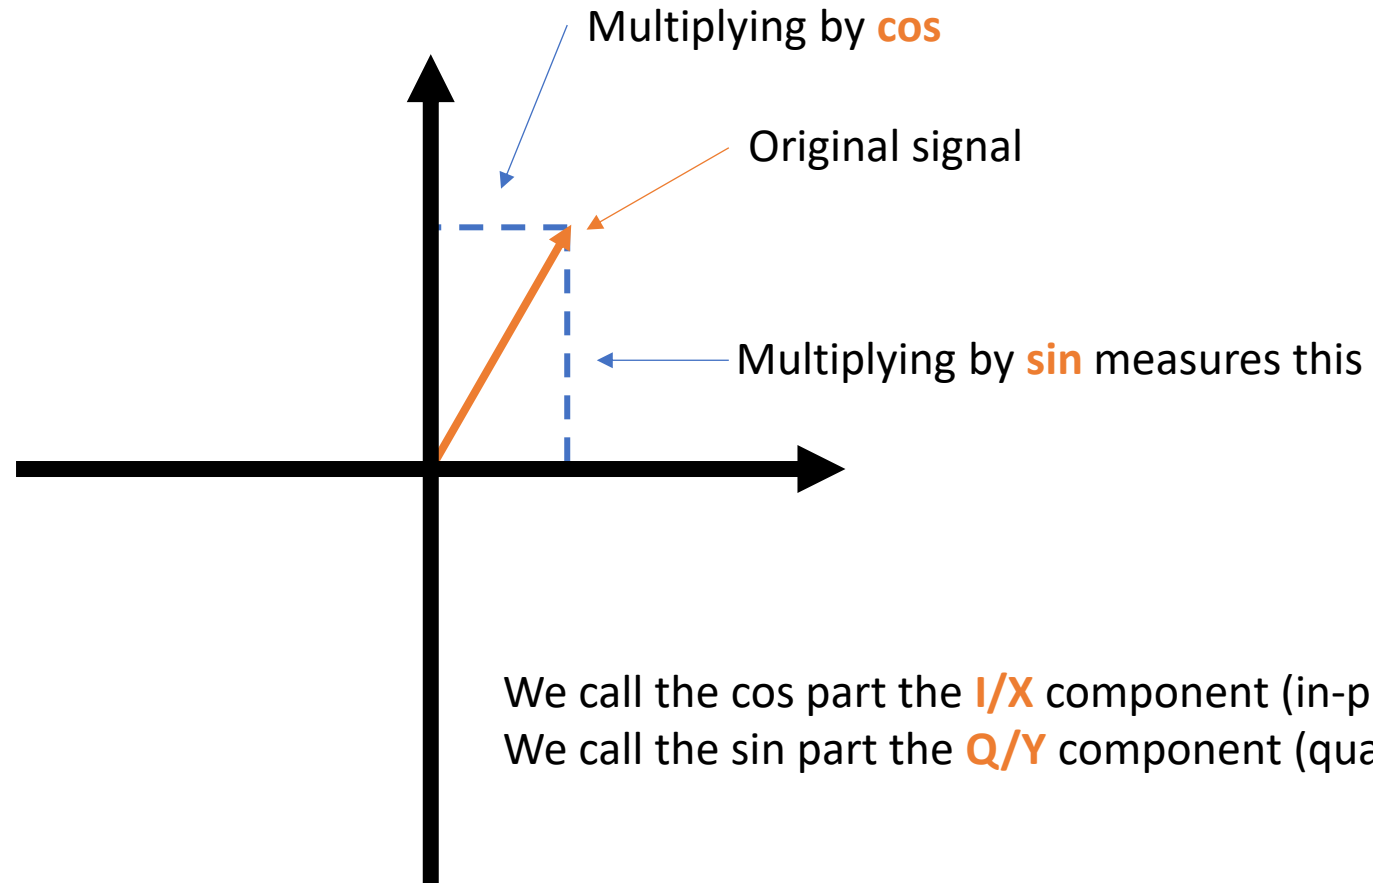 Multiplying by cos
Original signal
Multiplying by sin measures this
We call the cos part the I/X component (in-p
We call the sin part the Q/Y component (qua